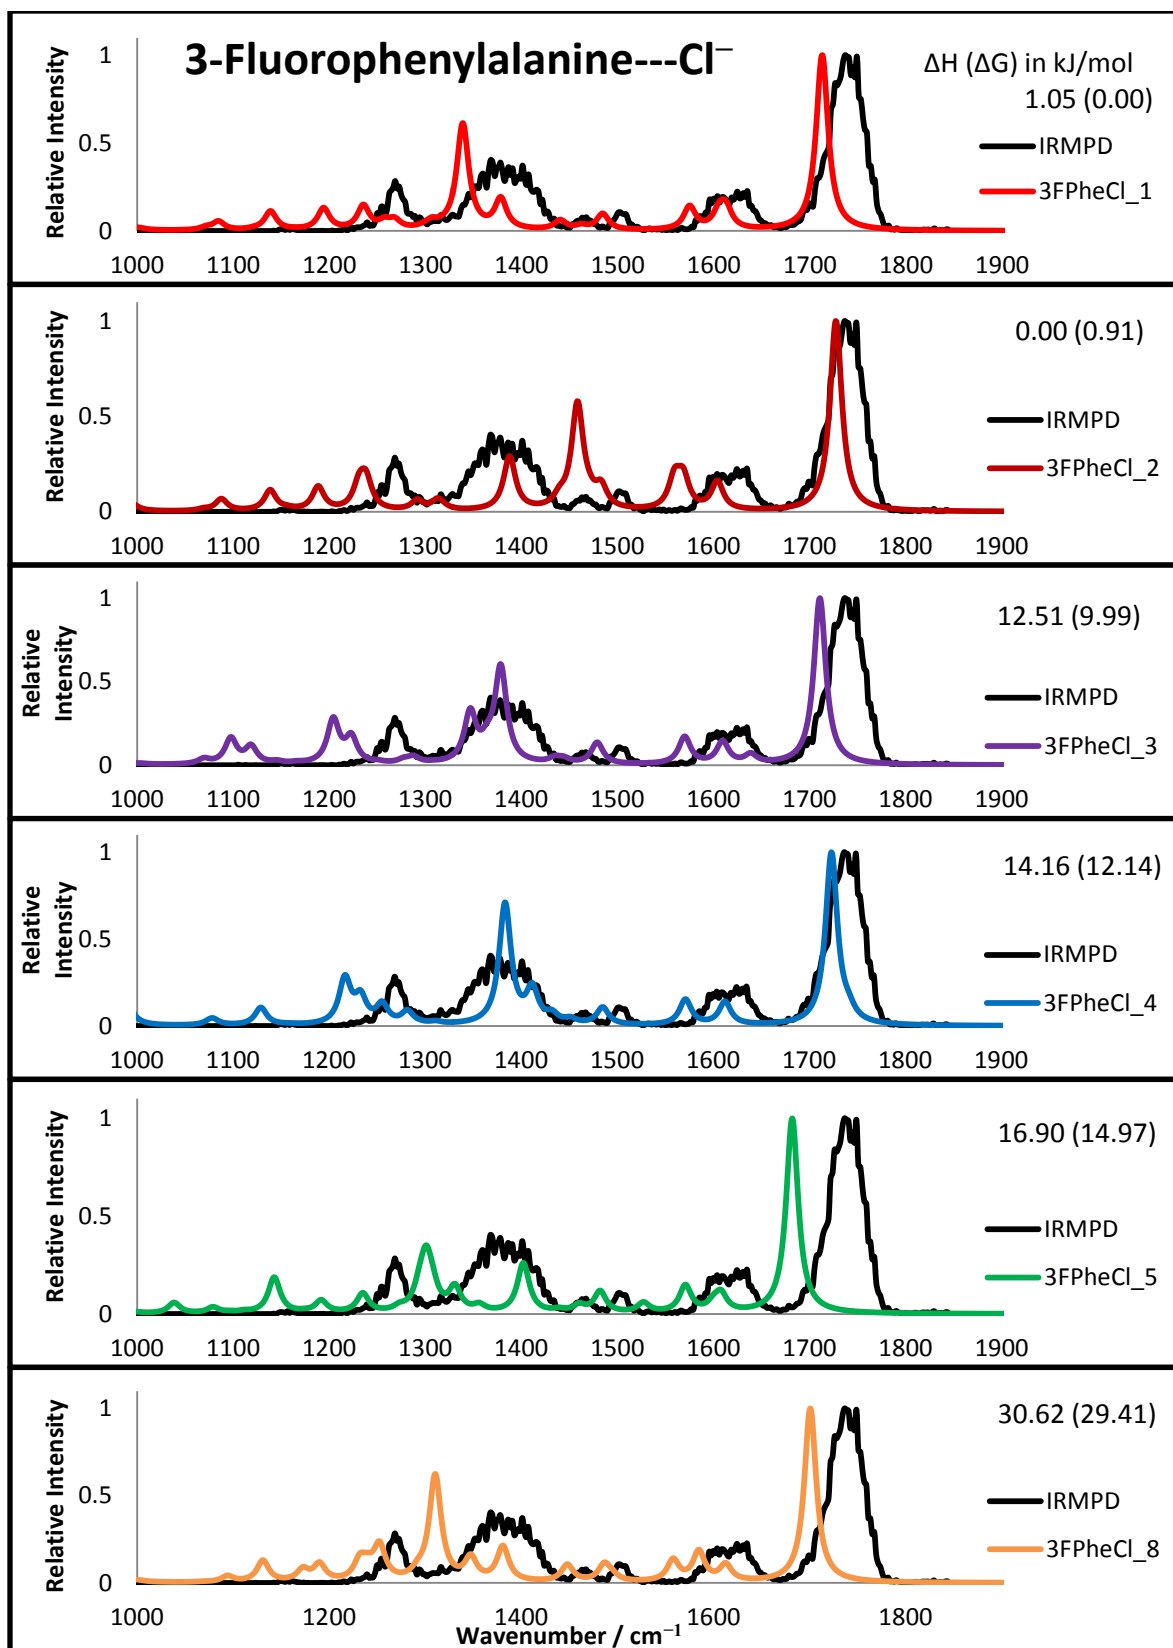 3-Fluorophenylalanine---Cl⁻
ΔH (ΔG) in kJ/mol
1.05 (0.00)
Relative Intensity
1
0.5
0
IRMPD
3FPheCl_1
1000 1100 1200 1300 1400 1500 1600 1700 1800 1900
0.00 (0.91)
Relative Intensity
1
0.5
0
IRMPD
3FPheCl_2
1000 1100 1200 1300 1400 1500 1600 1700 1800 1900
12.51 (9.99)
Relative
Intensity
1
0.5
0
IRMPD
3FPheCl_3
1000 1100 1200 1300 1400 1500 1600 1700 1800 1900
14.16 (12.14)
Relative
Intensity
1
0.5
0
IRMPD
3FPheCl_4
1000 1100 1200 1300 1400 1500 1600 1700 1800 1900
16.90 (14.97)
Relative Intensity
1
0.5
0
IRMPD
3FPheCl_5
1000 1100 1200 1300 1400 1500 1600 1700 1800 1900
30.62 (29.41)
Relative Intensity
1
0.5
0
IRMPD
3FPheCl_8
1000 1100 1200 1300 1400 1500 1600 1700 1800 1900
Wavenumber / cm⁻¹